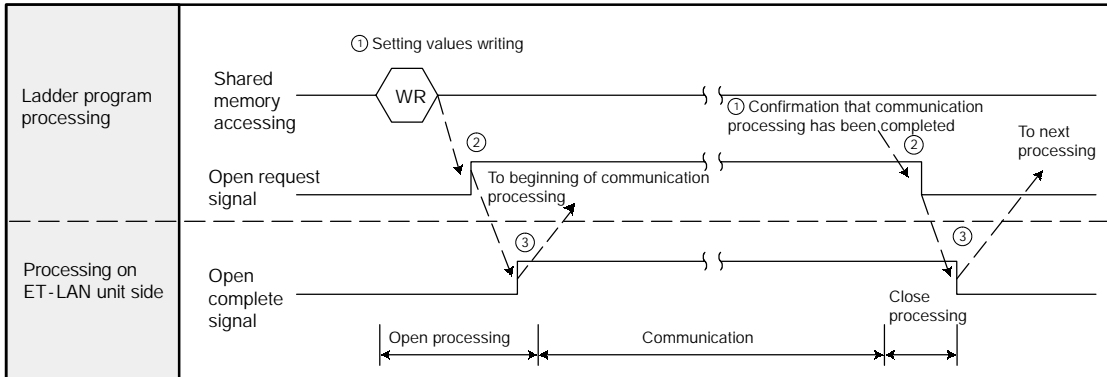 ① Setting values writing
Ladder program
processing
Shared
memory
accessing
WR
① Confirmation that communication
processing has been completed
To next
processing
②
②
Open request
signal
To beginning of communication
processing
③
③
Processing on
ET-LAN unit side
Open
complete
signal
Close
processing
Open processing
Communication